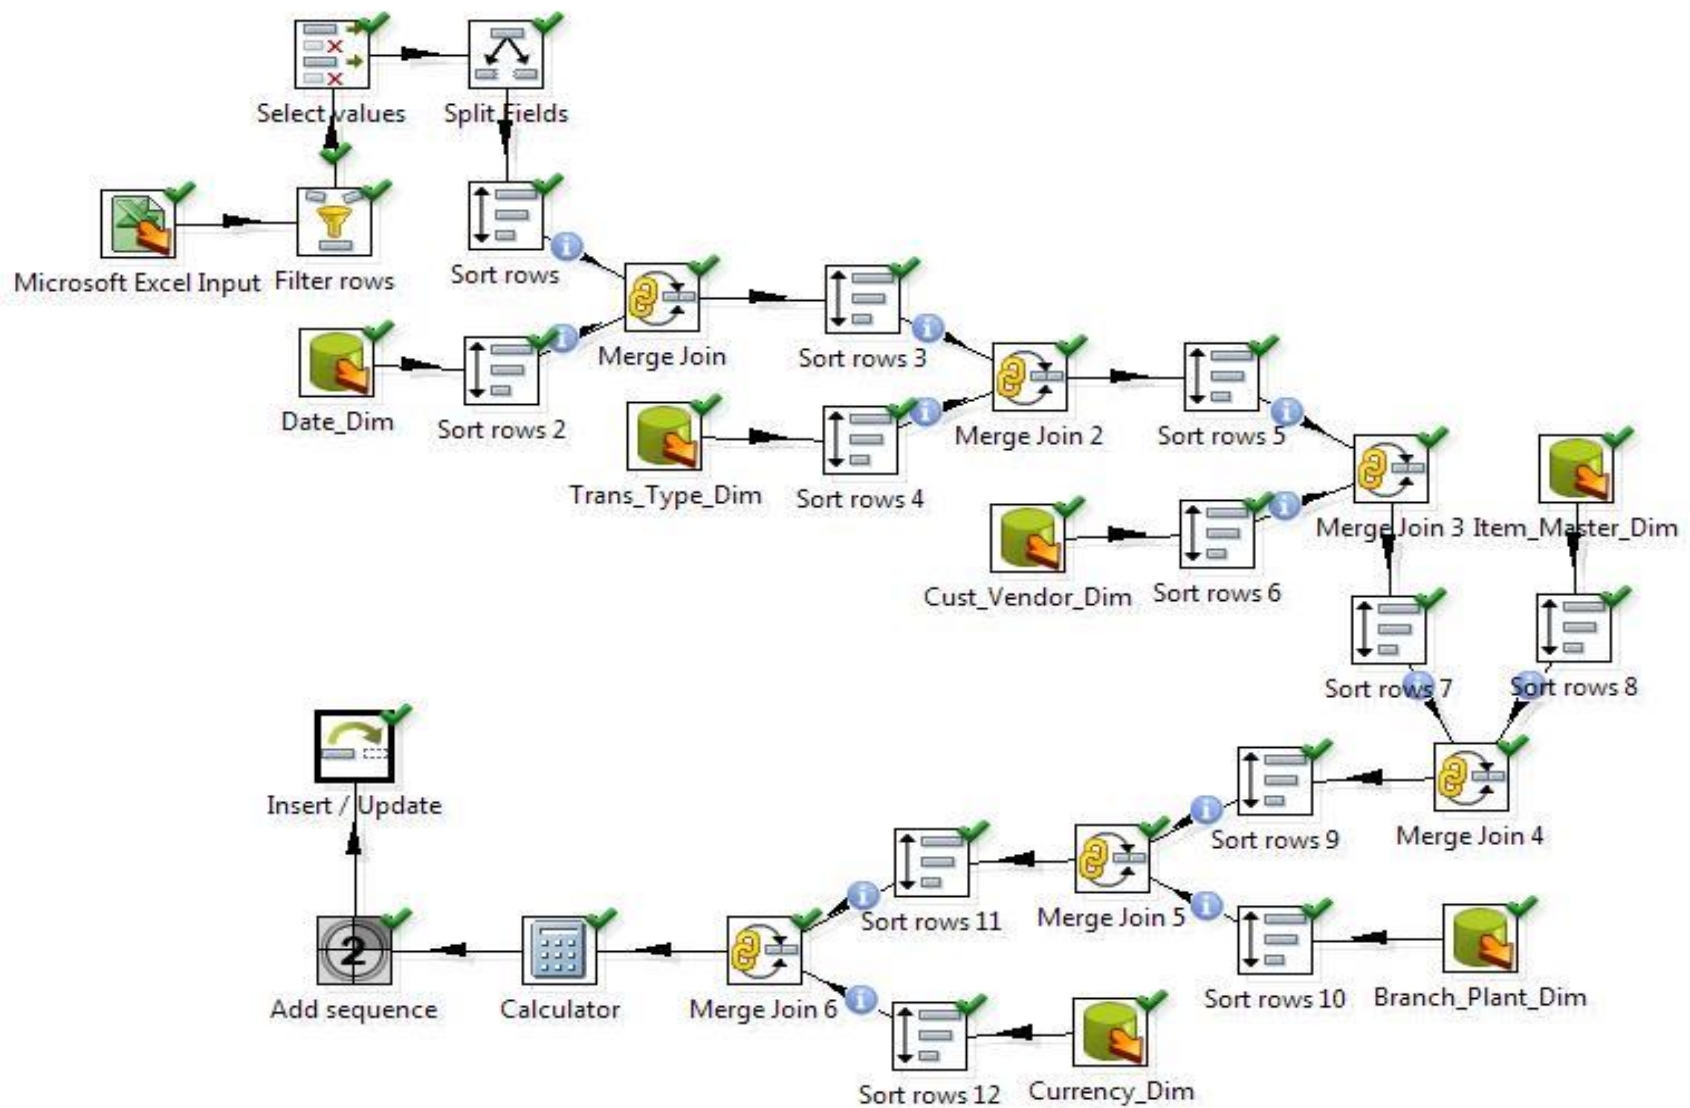 Select values
Split Fields
Microsoft Excel Input
Filter rows
Sort rows
Date_Dim
Sort rows 2
Merge Join
Sort rows 3
Trans_Type_Dim
Sort rows 4
Merge Join 2
Sort rows 5
Cust_Vendor_Dim
Sort rows 6
Merge Join 3
Item_Master_Dim
Sort rows 7
Sort rows 8
Insert / Update
Sort rows 9
Merge Join 4
Sort rows 11
Merge Join 5
2
Add sequence
Calculator
Merge Join 6
Sort rows 10
Branch_Plant_Dim
Sort rows 12
Currency_Dim